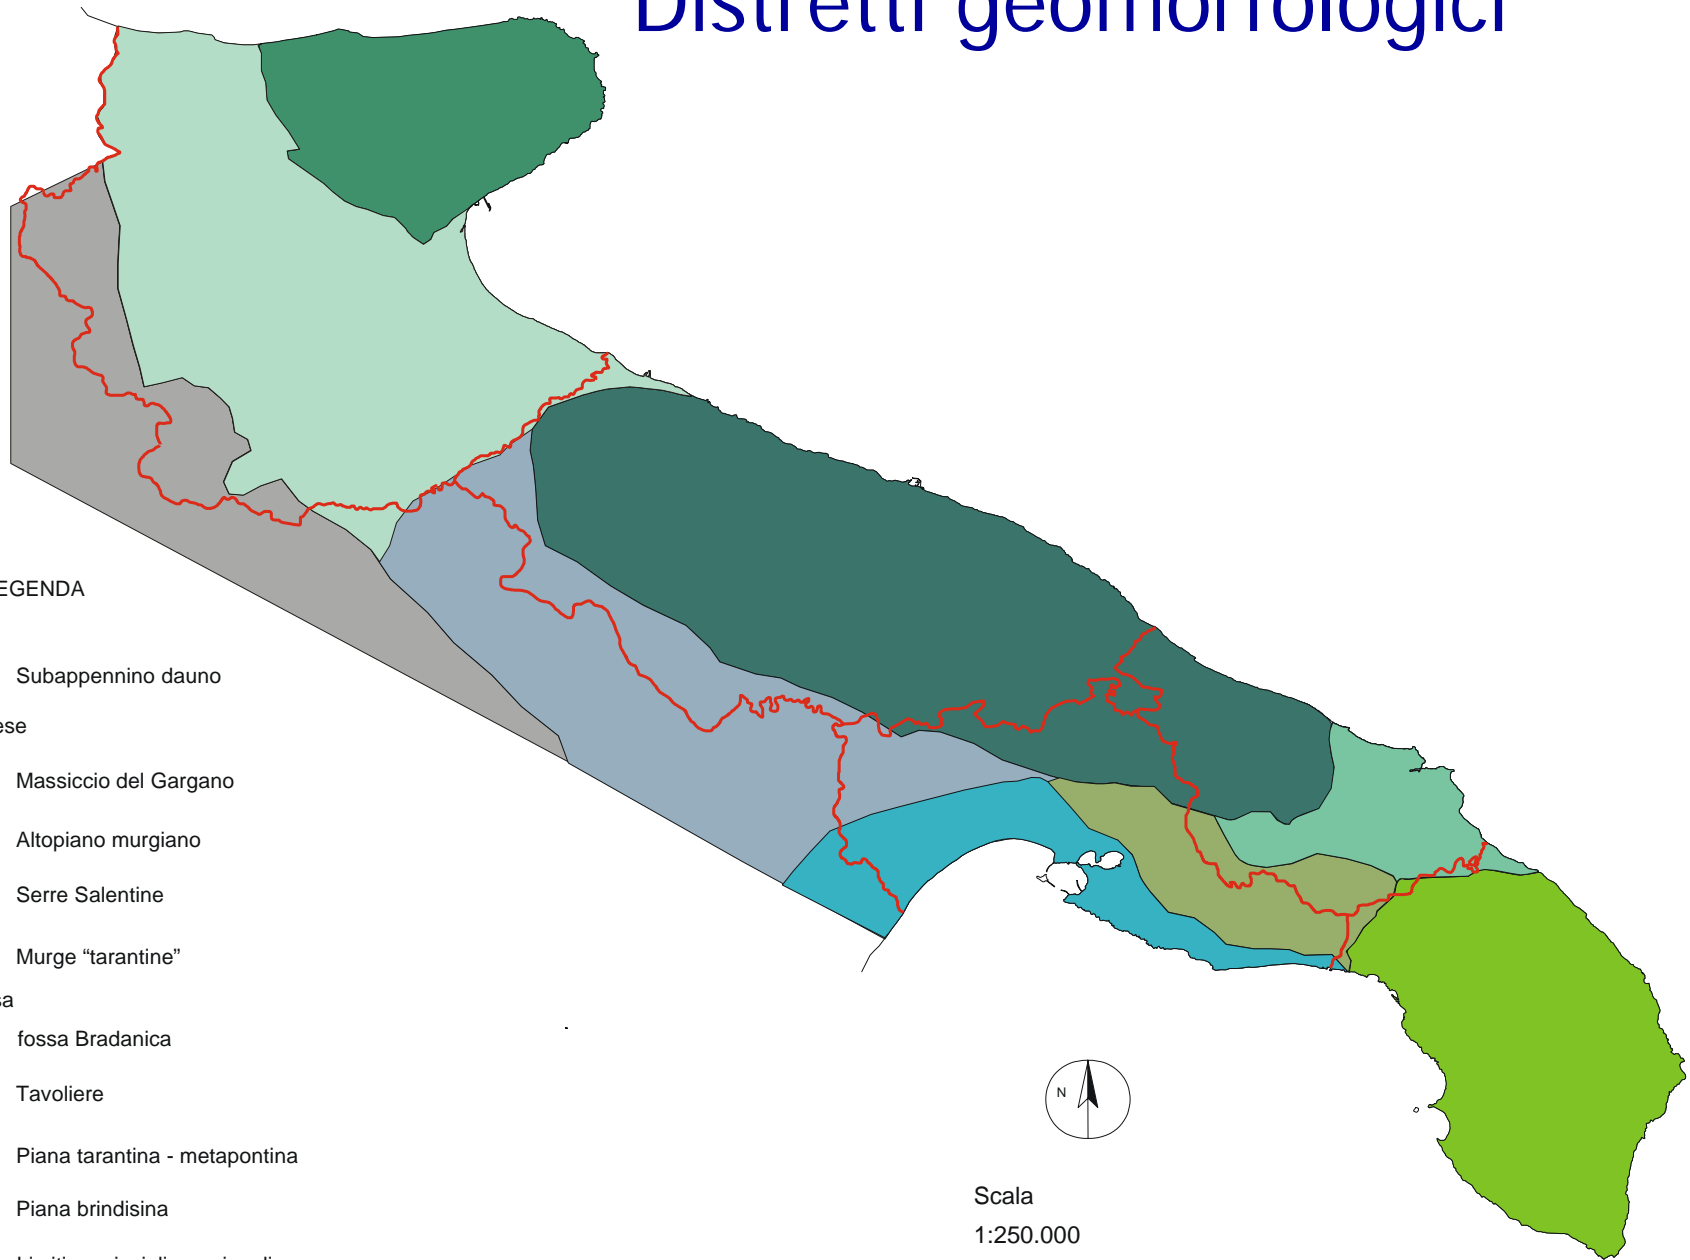 Distretti geomorfologici
EGENDA
Subappennino dauno
ese
Massiccio del Gargano
Altopiano murgiano
Serre Salentine
Murge “tarantine”
sa
fossa Bradanica
Tavoliere
Piana tarantina - metapontina
Piana brindisina
N
Scala
1:250.000